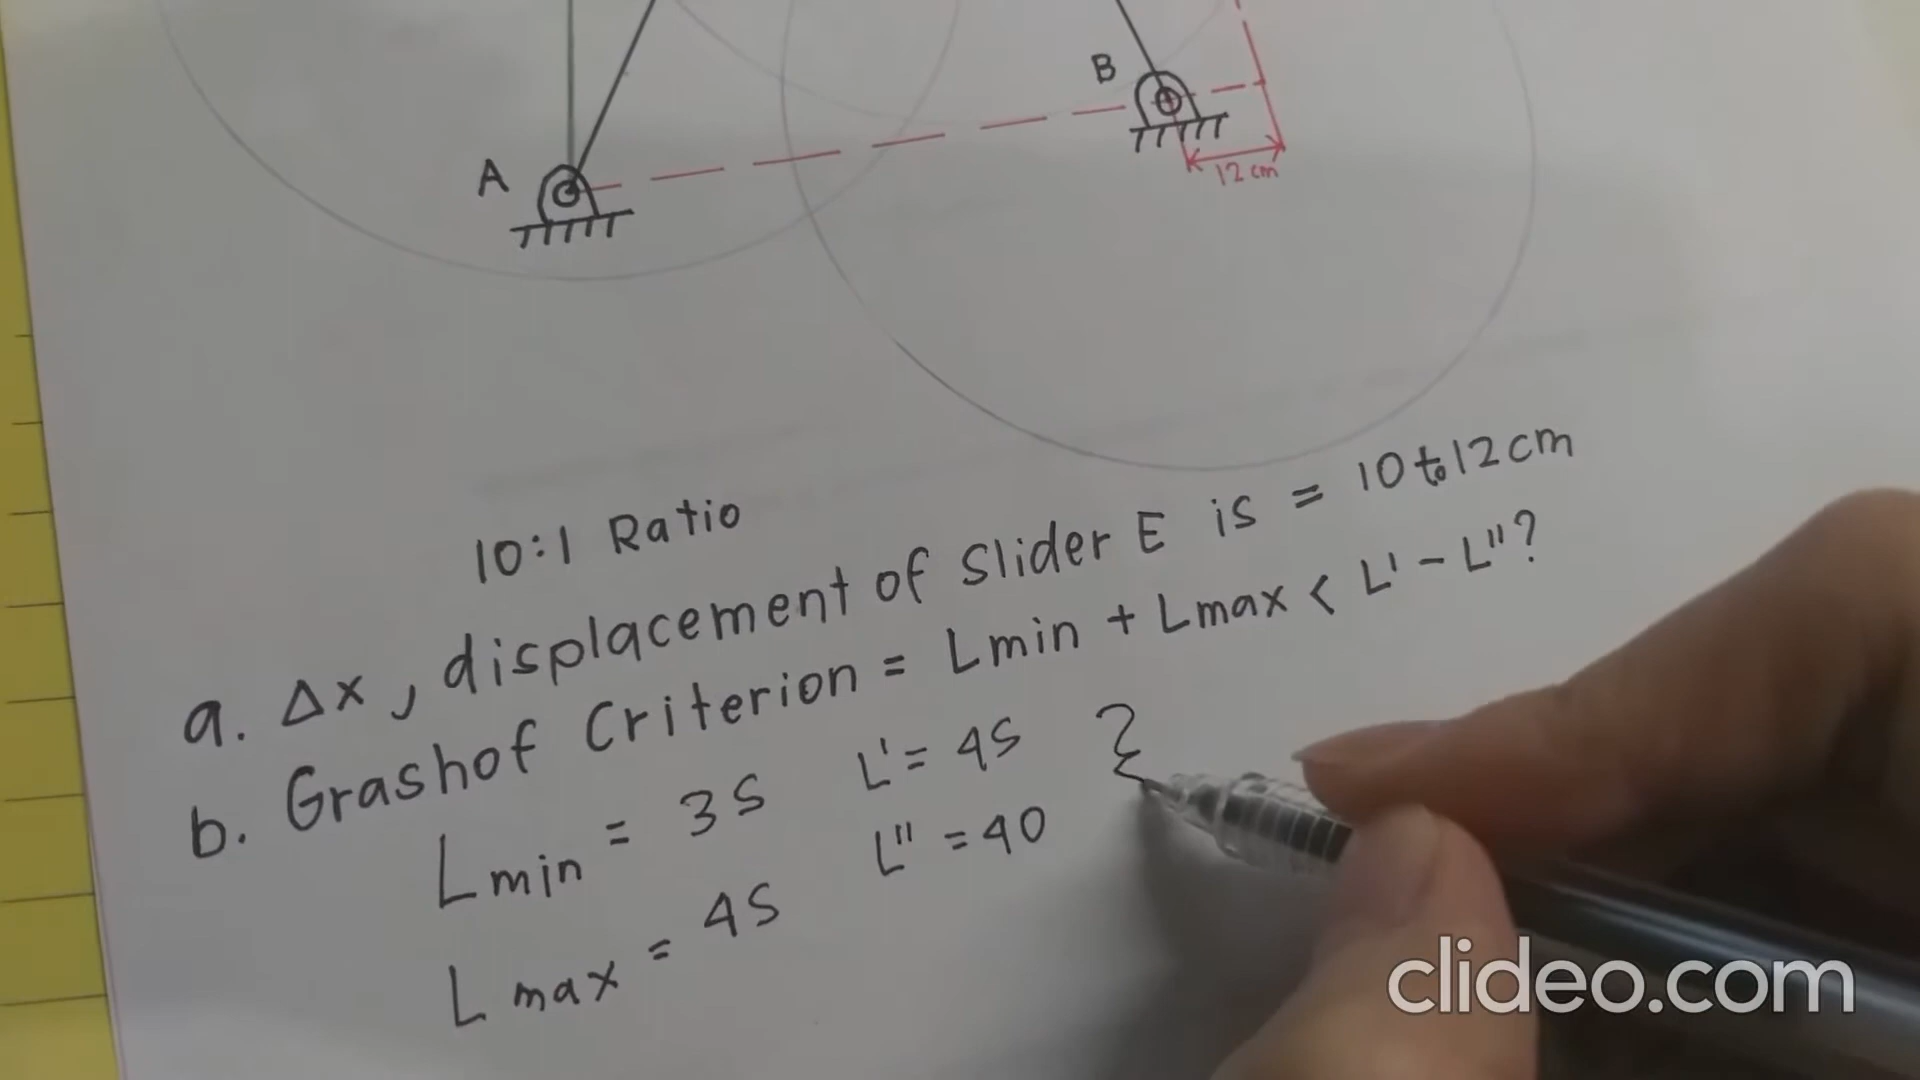 B
A
12 cm
10:1 Ratio
a. Δx, displacement of slider E is = 10 to 12 cm
b. Grashof Criterion = Lmin + Lmax < L' - L"?
Lmin = 35 L' = 45
Lmax = 45 L" = 40
clideo.com